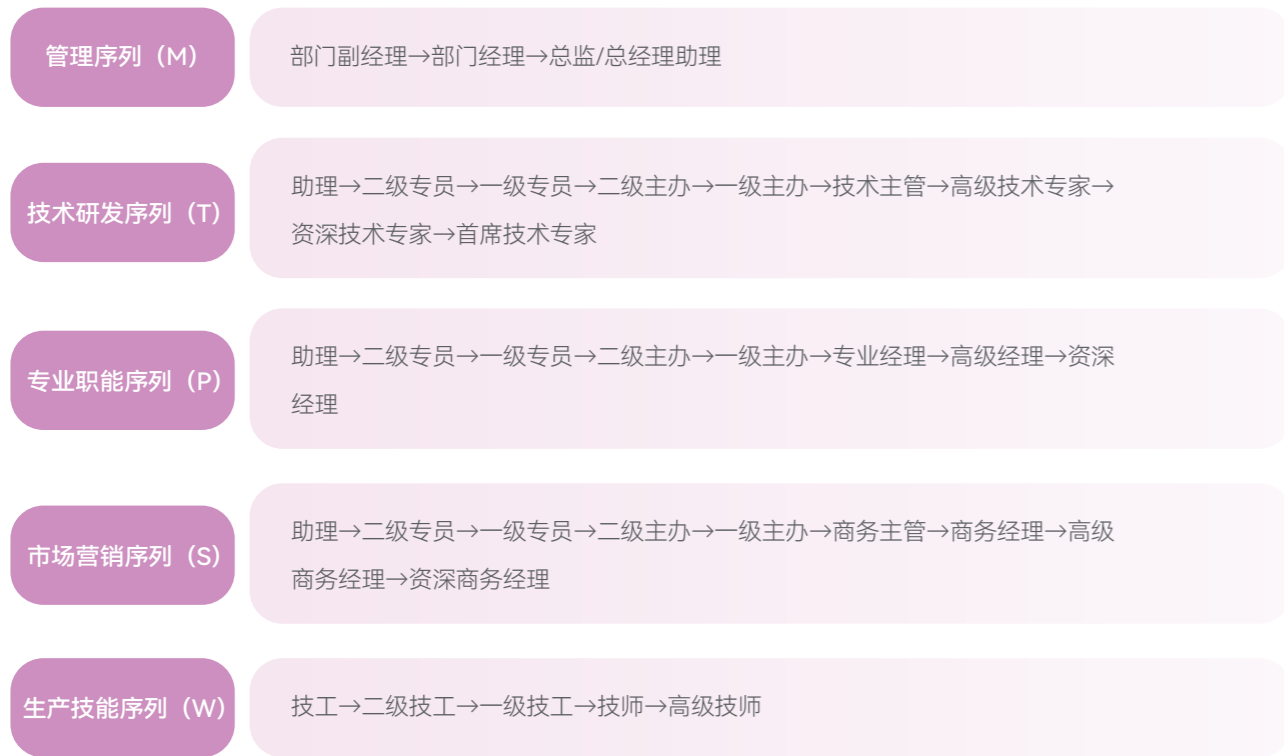 管理序列（M）
部门副经理→部门经理→总监/总经理助理
技术研发序列（T）
助理→二级专员→一级专员→二级主办→一级主办→技术主管→高级技术专家→
资深技术专家→首席技术专家
专业职能序列（P）
助理→二级专员→一级专员→二级主办→一级主办→专业经理→高级经理→资深
经理
市场营销序列（S）
助理→二级专员→一级专员→二级主办→一级主办→商务主管→商务经理→高级
商务经理→资深商务经理
生产技能序列（W）
技工→二级技工→一级技工→技师→高级技师